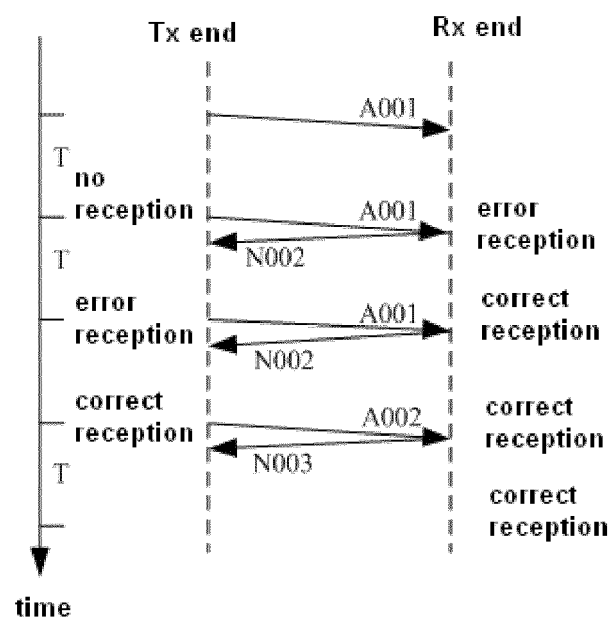 Tx end
Rx end
A001
T
no
reception
A001
error
reception
N002
T
error
reception
A001
correct
reception
N002
correct
reception
A002
correct
reception
N003
T
correct
reception
time